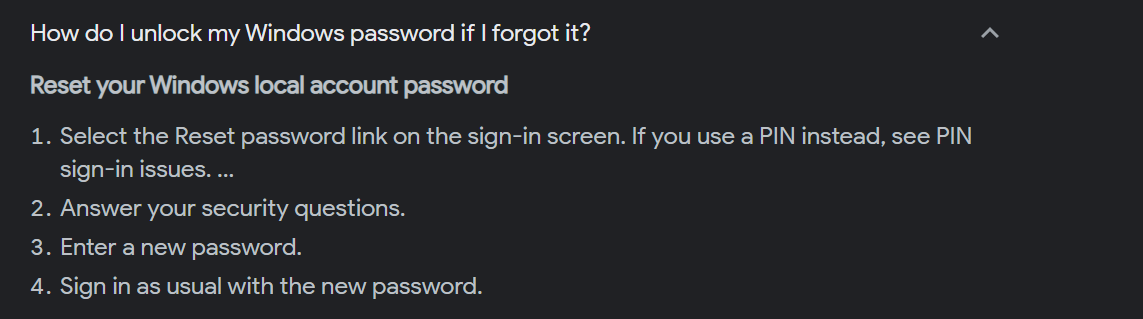 How do I unlock my Windows password if I forgot it?
Reset your Windows local account password
1. Select the Reset password link on the sign-in screen. If you use a PIN instead, see PIN
sign-in issues. ...
2. Answer your security questions.
3. Enter a new password.
4. Sign in as usual with the new password.